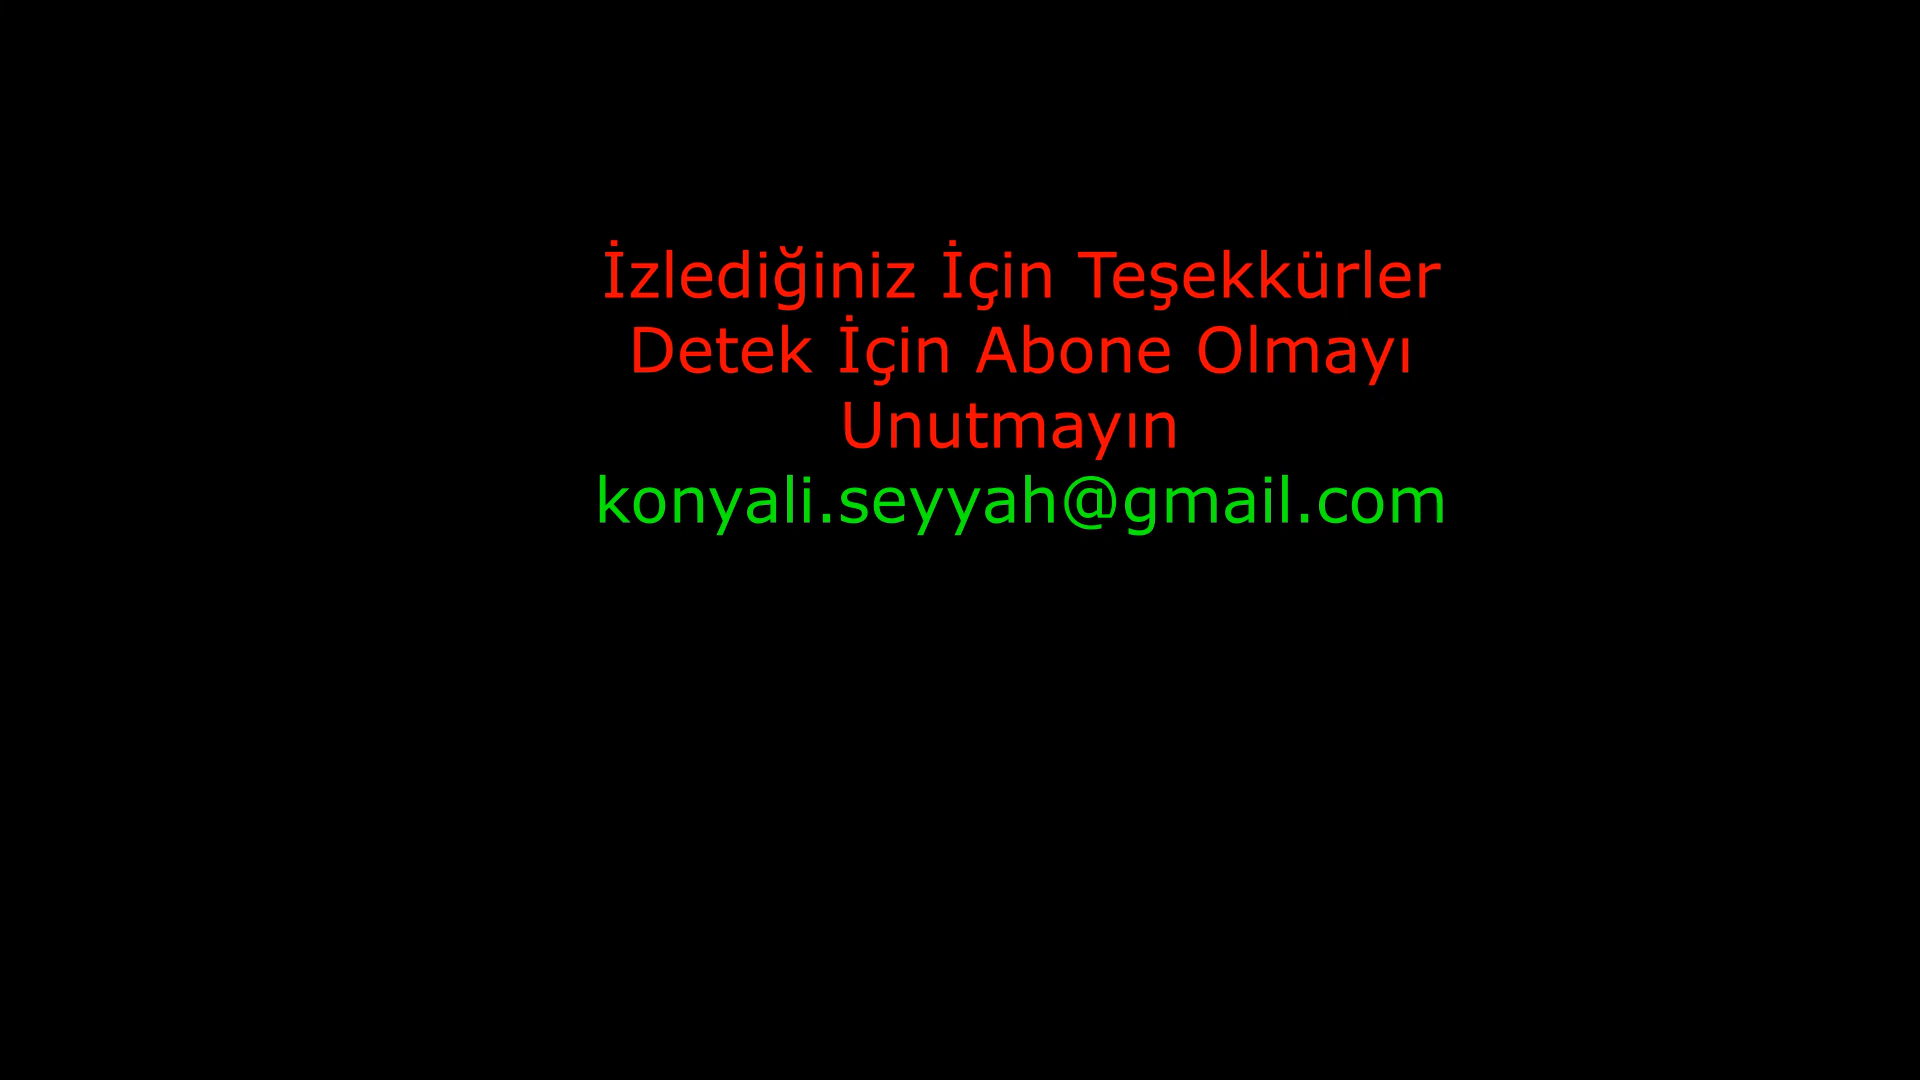 İzlediğiniz İçin Teşekkürler
Detek İçin Abone Olmayı
Unutmayın
konyali.seyyah@gmail.com